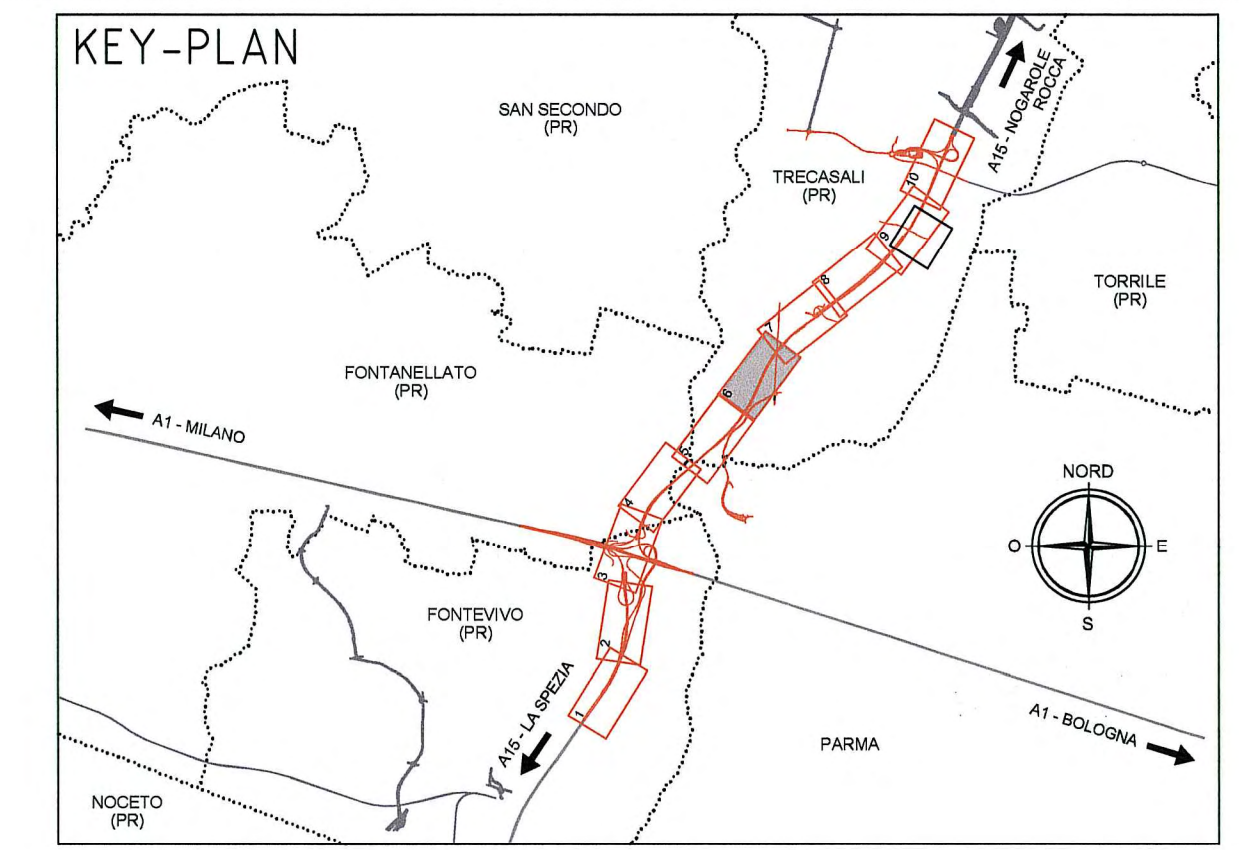 KEY-PLAN
SAN SECONDO
(PR)
A15 - NOGAROLE
ROCCA
TRECASALI
(PR)
10
9
TORRILE
(PR)
8
7
FONTANELLATO
(PR)
6
A1 - MILANO
5
NORD
4
O
E
S
3
FONTEVIVO
(PR)
2
A15 - LA SPEZIA
1
A1 - BOLOGNA
PARMA
NOCETO
(PR)